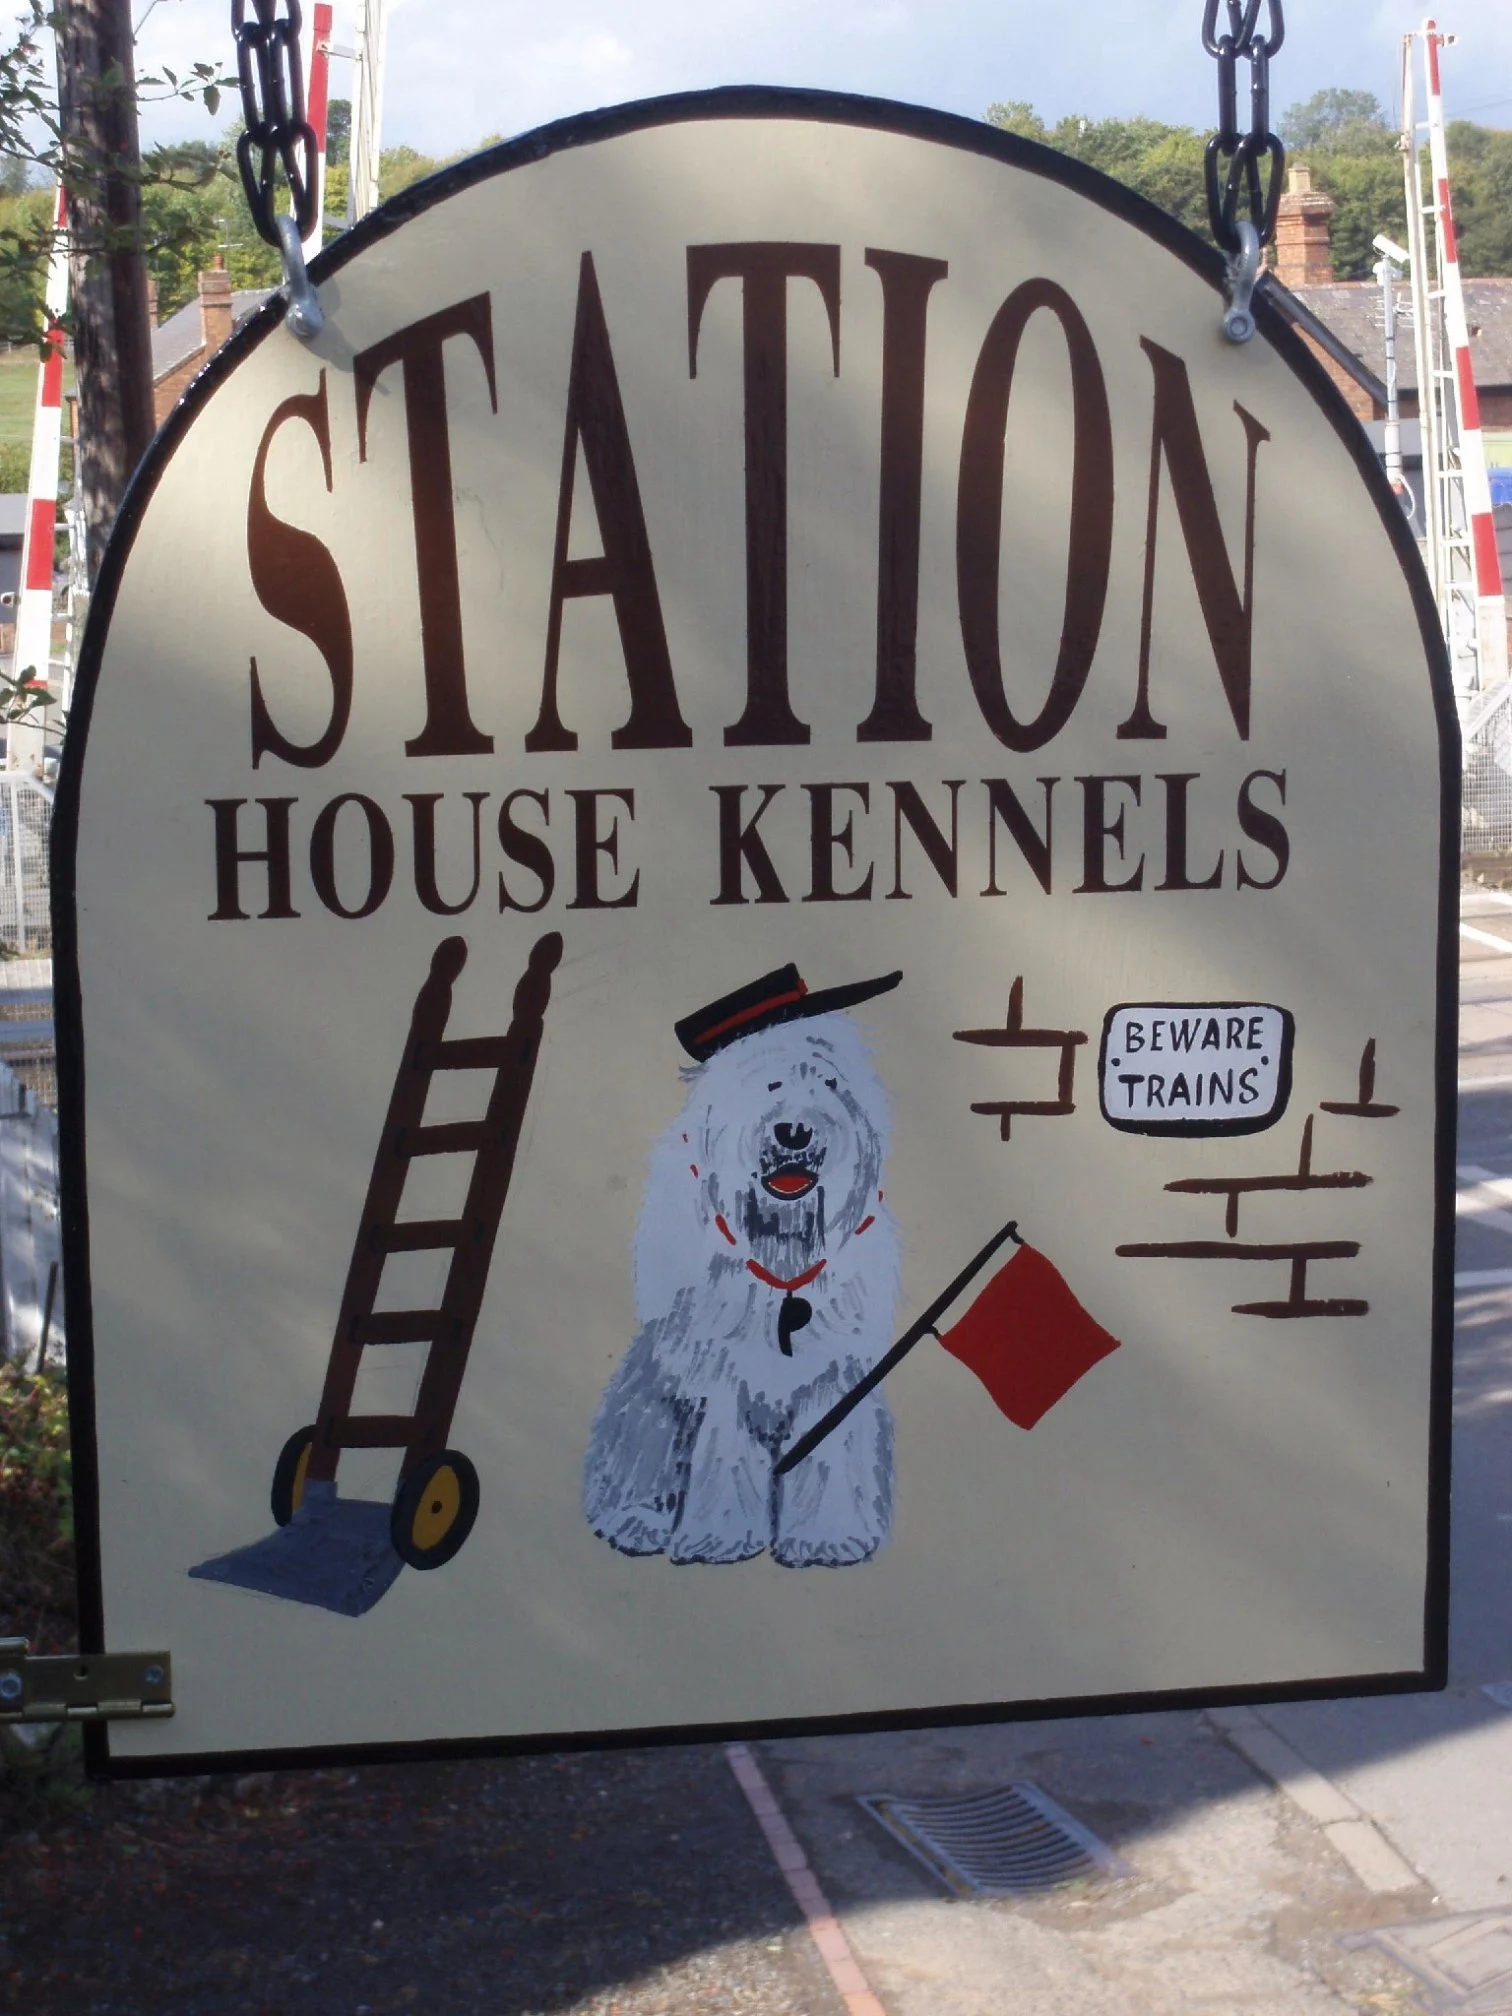 STATION
HOUSE KENNELS
BEWARE
TRAINS